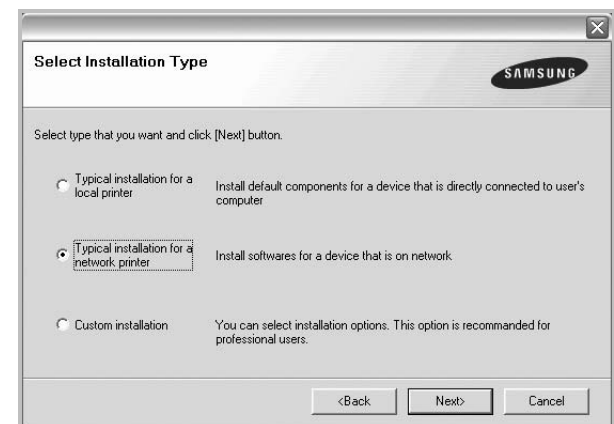 Select Installation Type
SAMSUNG
Select type that you want and click [Next] button.
Typical installation for a
local printer
Install default components for a device that is directly connected to user's
computer
Typical installation for a
network printer
Install softwares for a device that is on network
Custom installation
You can select installation options. This option is recommanded for
professional users.
<Back
Next>
Cancel